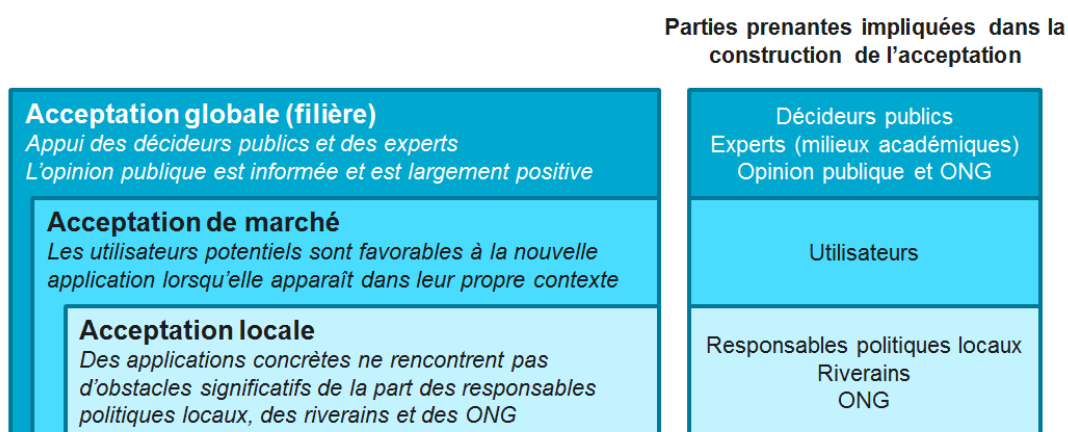 Parties prenantes impliquées dans la
construction de l'acceptation
Acceptation globale (filière)
Appui des décideurs publics et des experts
L'opinion publique est informée et est largement positive
Décideurs publics
Experts (milieux académiques)
Opinion publique et ONG
Acceptation de marché
Les utilisateurs potentiels sont favorables à la nouvelle
application lorsqu'elle apparaît dans leur propre contexte
Utilisateurs
Acceptation locale
Des applications concrètes ne rencontrent pas
d'obstacles significatifs de la part des responsables
politiques locaux, des riverains et des ONG
Responsables politiques locaux
Riverains
ONG